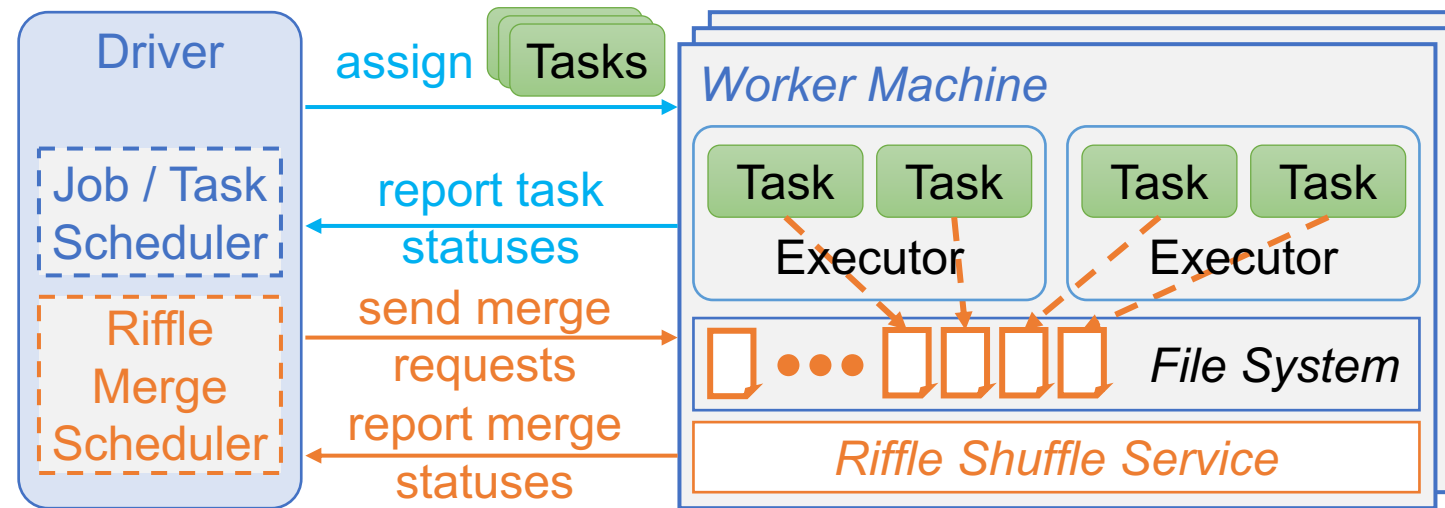 Driver
Job / Task
Scheduler
Riffle
Merge
Scheduler
assign
Tasks
report task
statuses
send merge
requests
report merge
statuses
Worker Machine
Task
Task
Executor
Task
Task
Executor
File System
Riffle Shuffle Service